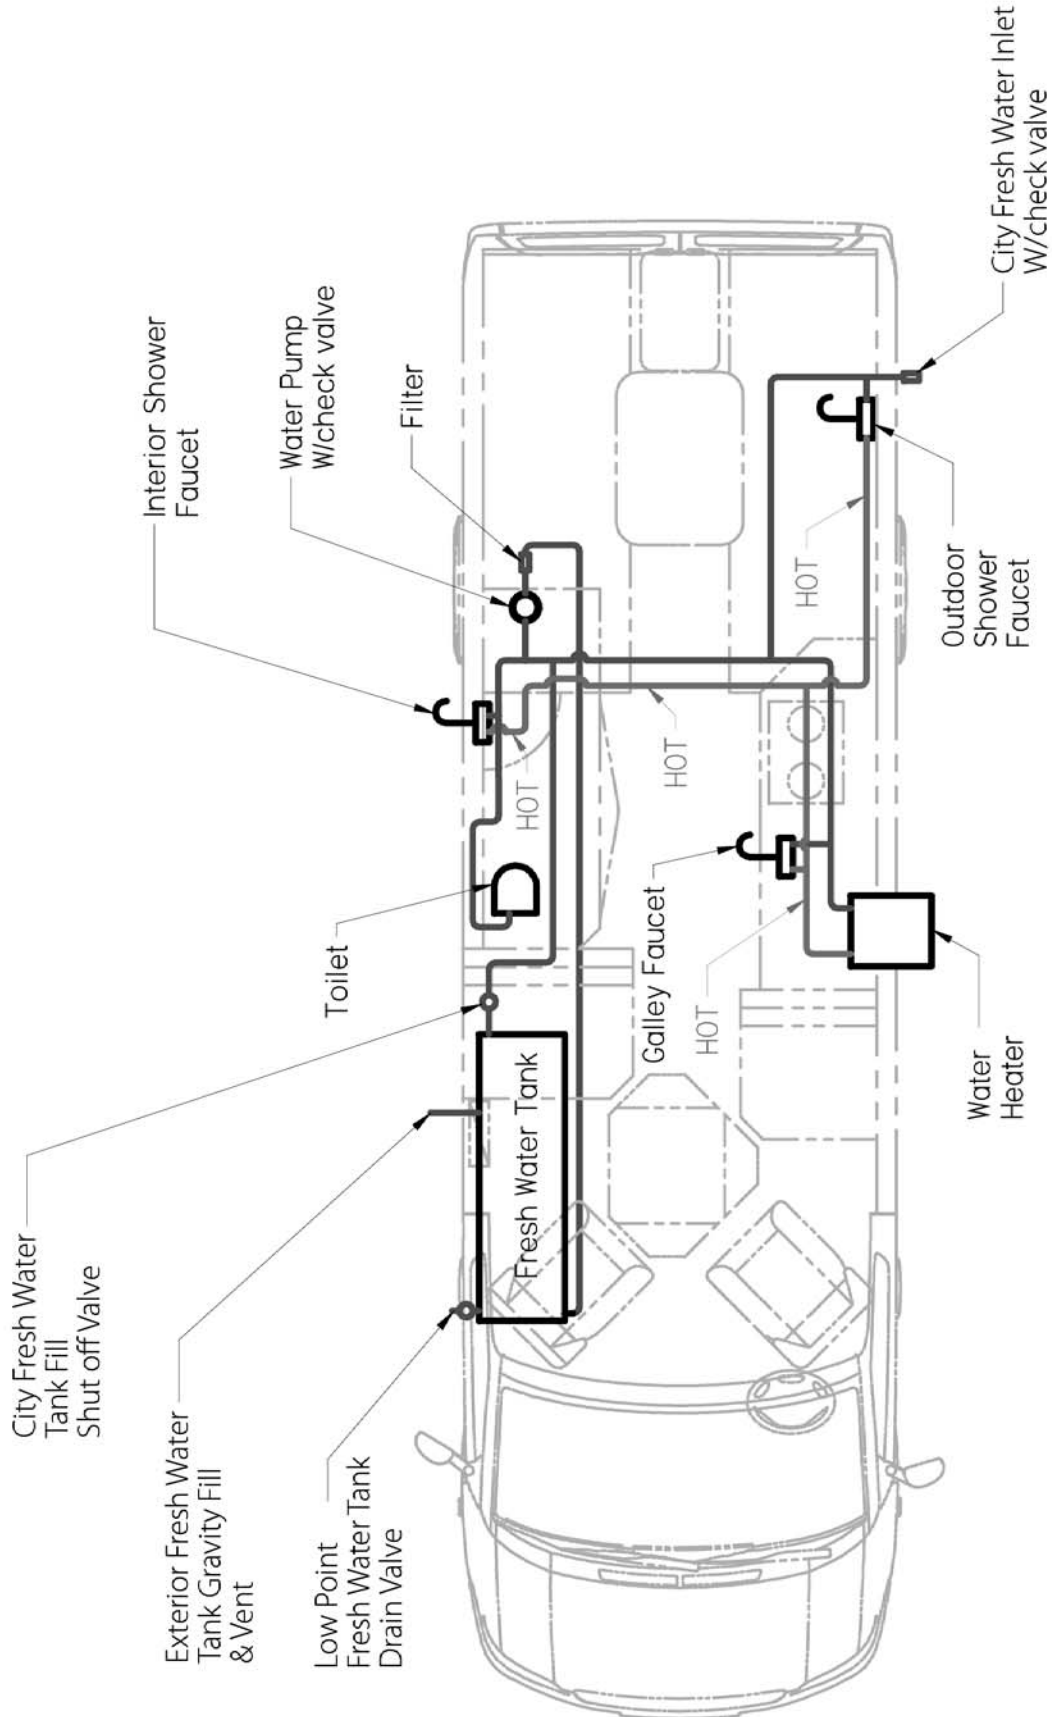 City Fresh Water
Tank Fill
Shut off Valve
Exterior Fresh Water
Tank Gravity Fill
& Vent
Low Point
Fresh Water Tank
Drain Valve
Interior Shower
Faucet
Water Pump
W/check valve
Filter
Toilet
Fresh Water Tank
HOT
HOT
Galley Faucet
HOT
HOT
Water
Heater
Outdoor
Shower
Faucet
City Fresh Water Inlet
W/check valve